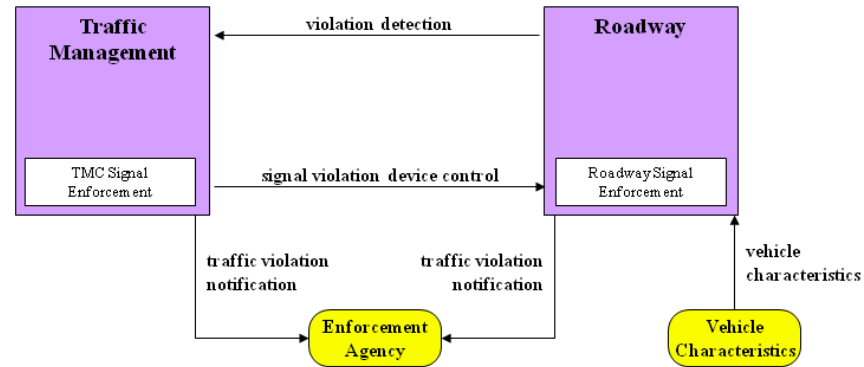 Traffic
Management
violation detection
Roadway
TMC Signal
Enforcement
signal violation device control
Roadway Signal
Enforcement
traffic violation
notification
traffic violation
notification
vehicle
characteristics
Enforcement
Agency
Vehicle
Characteristics